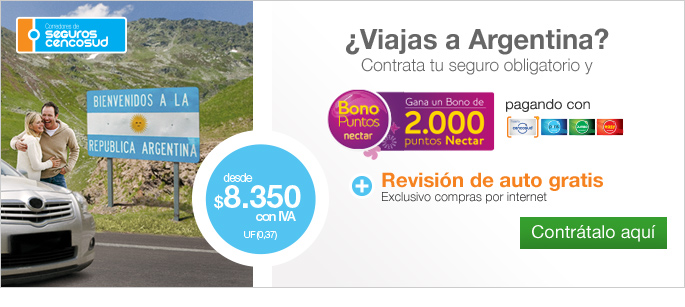 Corredores de
seguros
cencosud
BIENVENIDOS A LA
REPUBLICA ARGENTINA
desde
$8.350
con IVA
UF (0,37)
¿Viajas a Argentina?
Contrata tu seguro obligatorio y
Bono
Puntos
nectar
Gana un Bono de
2.000
puntos Nectar
pagando con
cencosud
Revisión de auto gratis
Exclusivo compras por internet
Contrátalo aquí